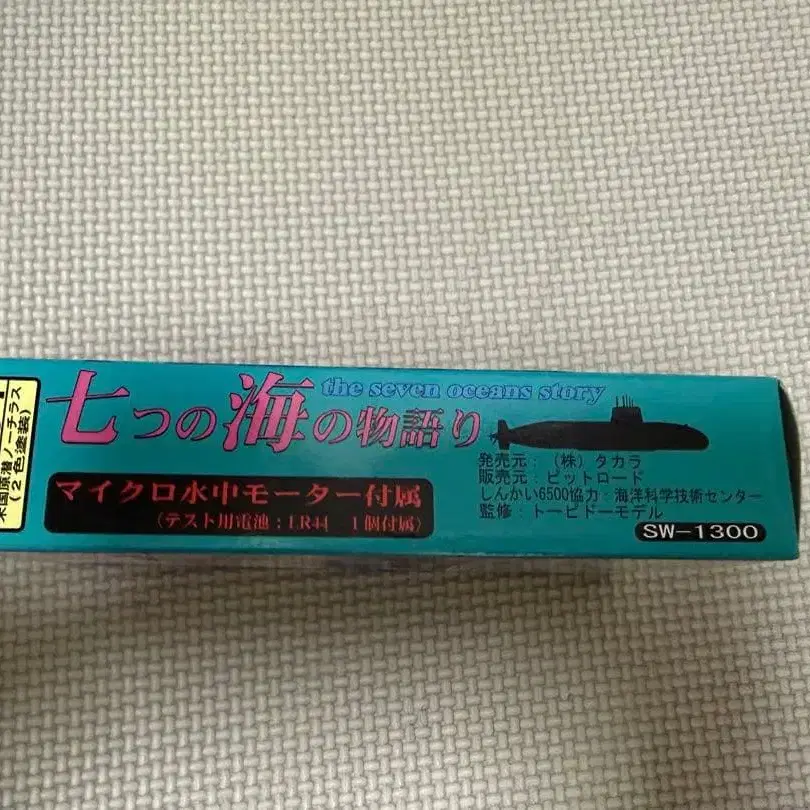 米国原潜ノーチラス
(2色塗装)
七つの海の物語り
the seven oceans story
マイクロ水中モーター付属
(テスト用電池:LR44 1個付属)
発売元:(株)タカラ
販売元:ピットロード
しんかい6500協力:海洋科学技術センター
監修:トーピドーモデル
SW-1300